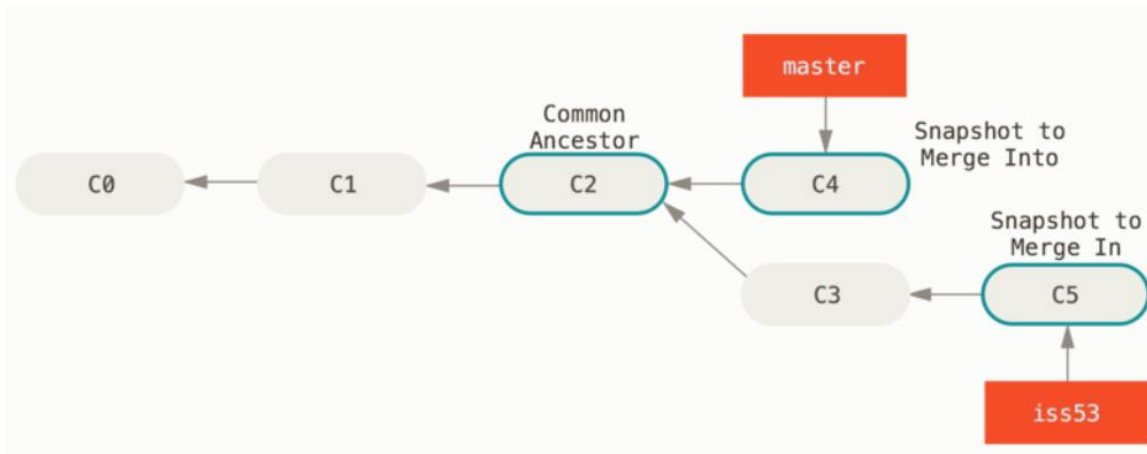 master
Common
Ancestor
Snapshot to
Merge Into
C0
C1
C2
C4
Snapshot to
Merge In
C3
C5
iss53